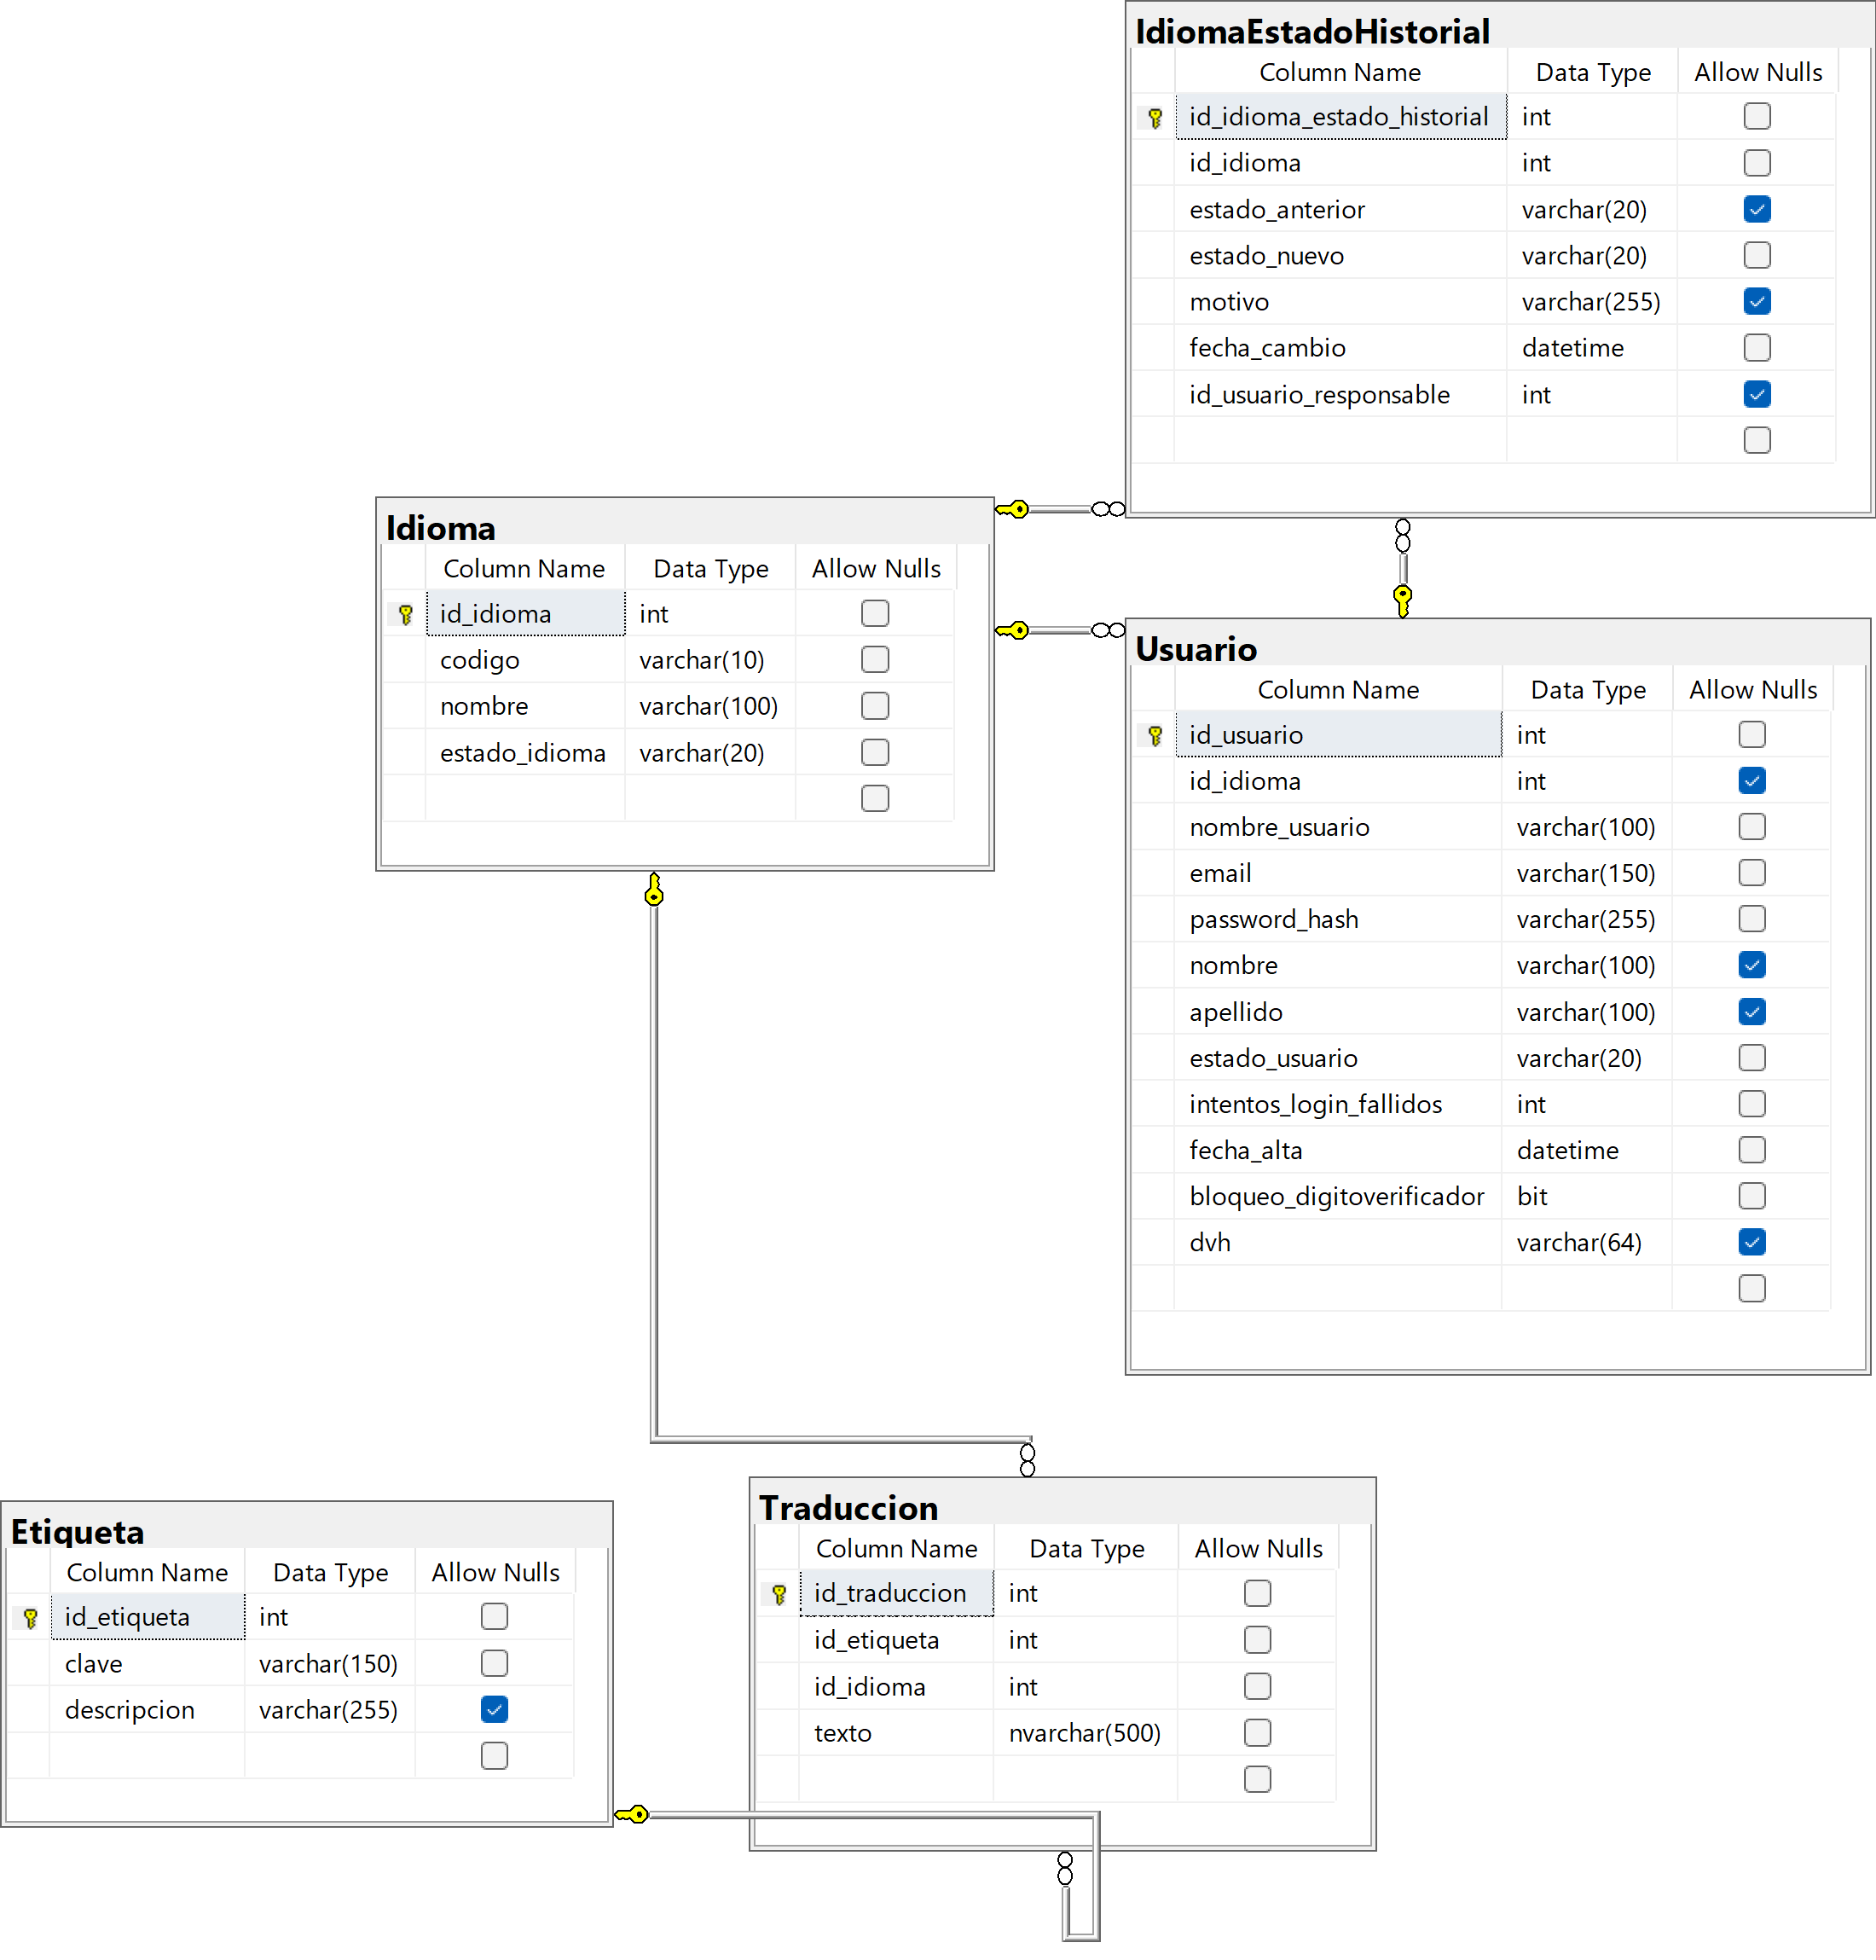 IdiomaEstadoHistorial
Column Name Data Type Allow Nulls
id_idioma_estado_historial int
id_idioma int
estado_anterior varchar(20)
estado_nuevo varchar(20)
motivo varchar(255)
fecha_cambio datetime
id_usuario_responsable int
Idioma
Column Name Data Type Allow Nulls
id_idioma int
codigo varchar(10)
nombre varchar(100)
estado_idioma varchar(20)
Usuario
Column Name Data Type Allow Nulls
id_usuario int
id_idioma int
nombre_usuario varchar(100)
email varchar(150)
password_hash varchar(255)
nombre varchar(100)
apellido varchar(100)
estado_usuario varchar(20)
intentos_login_fallidos int
fecha_alta datetime
bloqueo_digitoverificador bit
dvh varchar(64)
Etiqueta
Column Name Data Type Allow Nulls
id_etiqueta int
clave varchar(150)
descripcion varchar(255)
Traduccion
Column Name Data Type Allow Nulls
id_traduccion int
id_etiqueta int
id_idioma int
texto nvarchar(500)